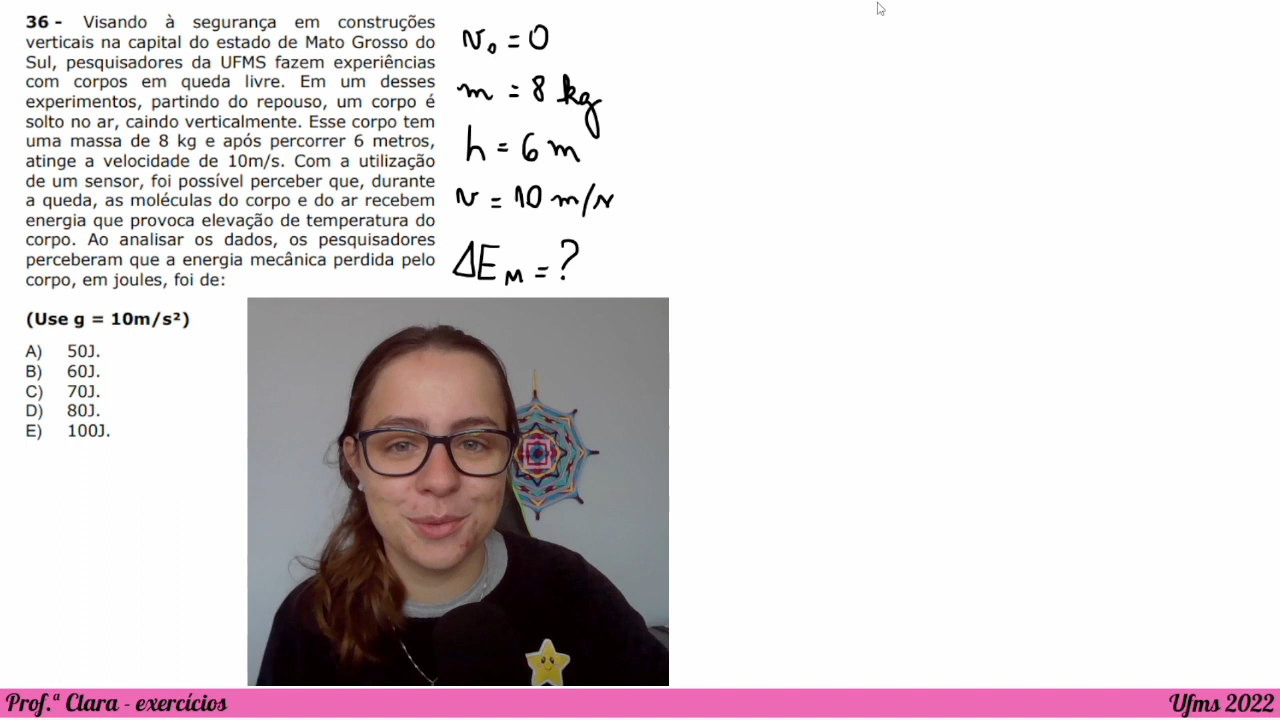 36 - Visando à segurança em construções
verticais na capital do estado de Mato Grosso do
Sul, pesquisadores da UFMS fazem experiências
com corpos em queda livre. Em um desses
experimentos, partindo do repouso, um corpo é
solto no ar, caindo verticalmente. Esse corpo tem
uma massa de 8 kg e após percorrer 6 metros,
atinge a velocidade de 10m/s. Com a utilização
de um sensor, foi possível perceber que, durante
a queda, as moléculas do corpo e do ar recebem
energia que provoca elevação de temperatura do
corpo. Ao analisar os dados, os pesquisadores
perceberam que a energia mecânica perdida pelo
corpo, em joules, foi de:
(Use g = 10m/s²)
A) 50J.
B) 60J.
C) 70J.
D) 80J.
E) 100J.
v₀ = 0
m = 8 kg
h = 6 m
v = 10 m/s
ΔE_M = ?
Prof.ª Clara - exercícios
Ufms 2022